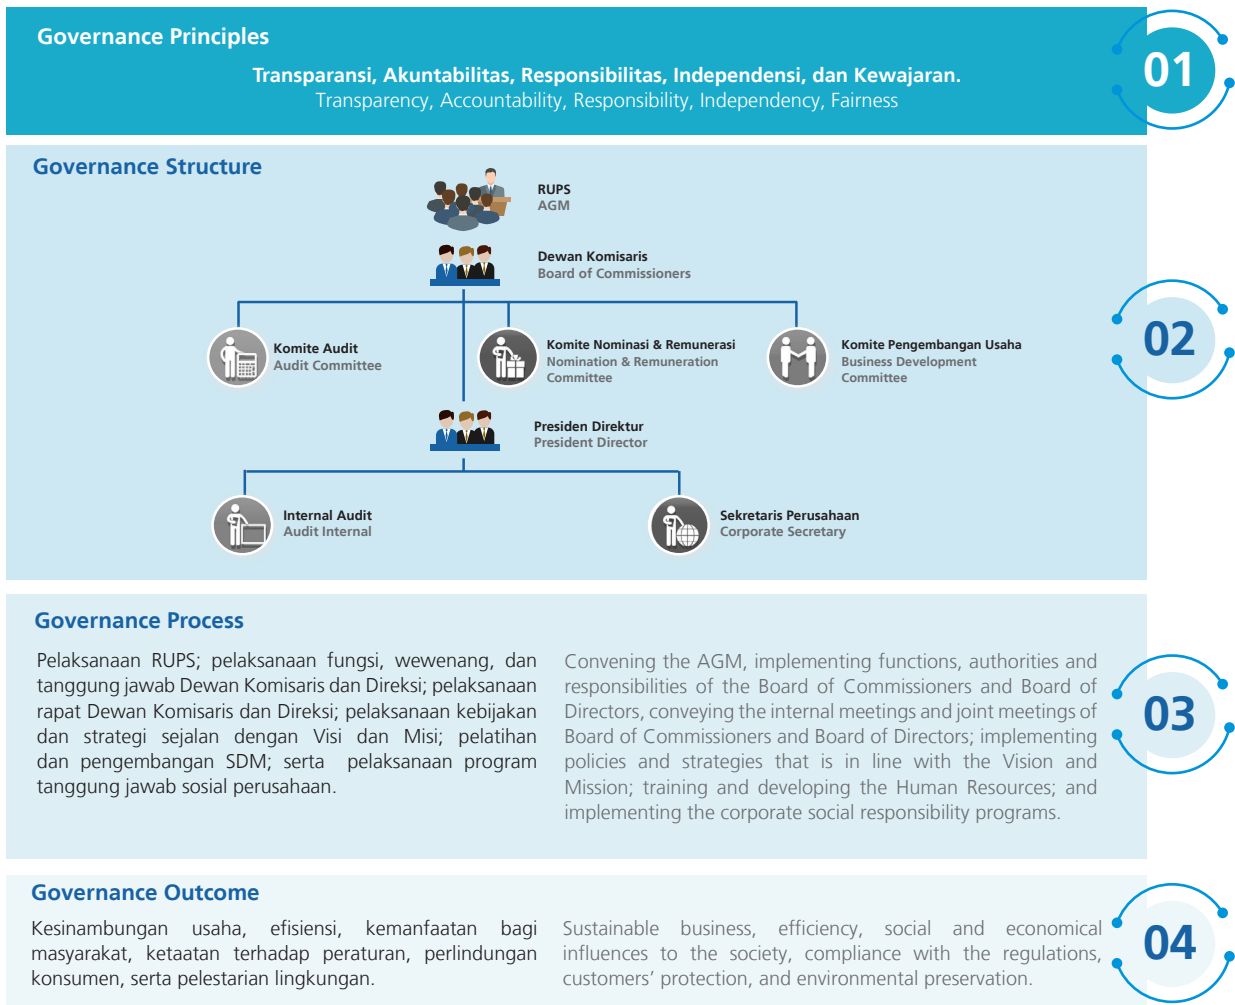 Governance Principles
Transparansi, Akuntabilitas, Responsibilitas, Independensi, dan Kewajaran.
Transparency, Accountability, Responsibility, Independency, Fairness
01
Governance Structure
RUPS
AGM
Dewan Komisaris
Board of Commissioners
Komite Audit
Audit Committee
Komite Nominasi & Remunerasi
Nomination & Remuneration
Committee
Komite Pengembangan Usaha
Business Development
Committee
02
Presiden Direktur
President Director
Internal Audit
Audit Internal
Sekretaris Perusahaan
Corporate Secretary
Governance Process
Pelaksanaan RUPS; pelaksanaan fungsi, wewenang, dan
tanggung jawab Dewan Komisaris dan Direksi; pelaksanaan
rapat Dewan Komisaris dan Direksi; pelaksanaan kebijakan
dan strategi sejalan dengan Visi dan Misi; pelatihan
dan pengembangan SDM; serta pelaksanaan program
tanggung jawab sosial perusahaan.
Convening the AGM, implementing functions, authorities and
responsibilities of the Board of Commissioners and Board of
Directors, conveying the internal meetings and joint meetings of
Board of Commissioners and Board of Directors; implementing
policies and strategies that is in line with the Vision and
Mission; training and developing the Human Resources; and
implementing the corporate social responsibility programs.
03
Governance Outcome
Kesinambungan usaha, efisiensi, kemanfaatan bagi
masyarakat, ketaatan terhadap peraturan, perlindungan
konsumen, serta pelestarian lingkungan.
Sustainable business, efficiency, social and economical
influences to the society, compliance with the regulations,
customers’ protection, and environmental preservation.
04